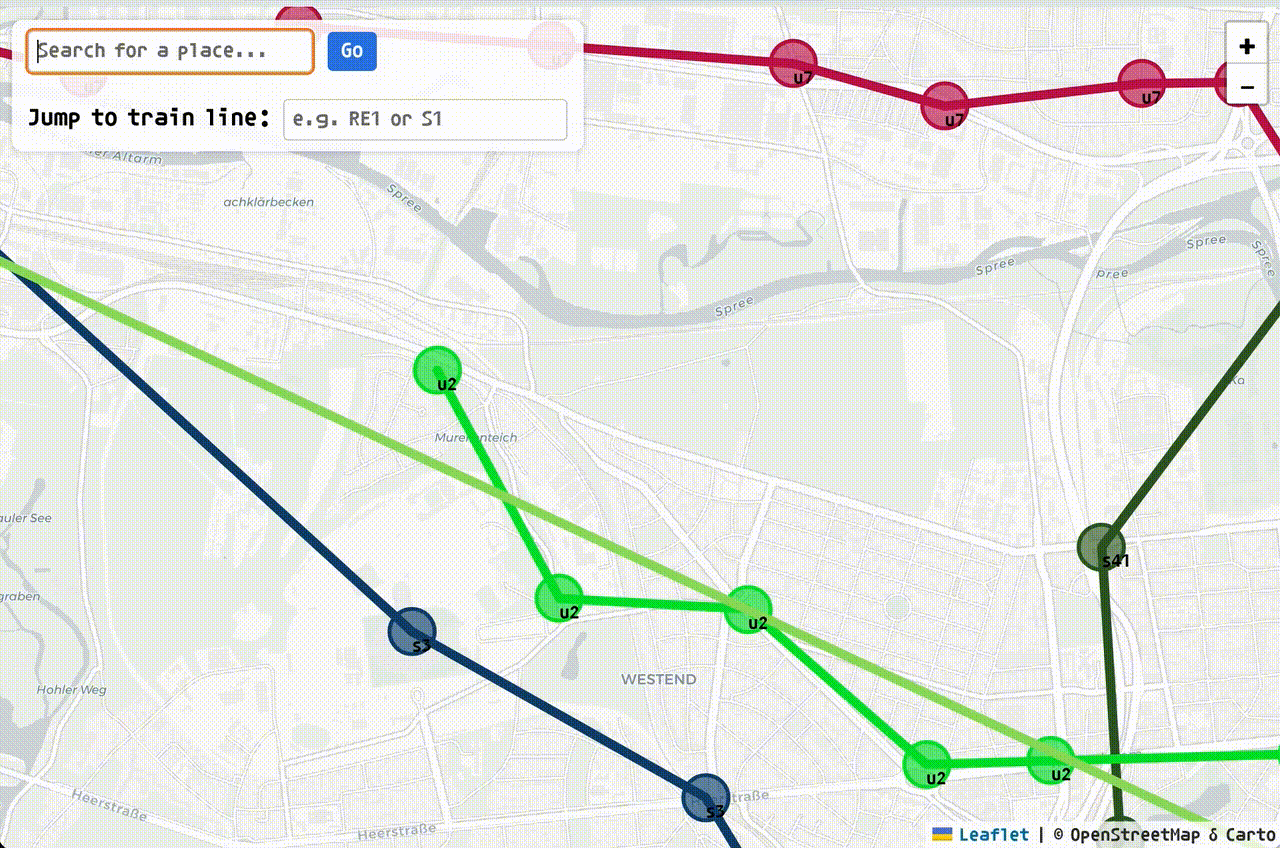 Search for a place...
Go
Jump to train line:
e.g. RE1 or S1
+
−
u7
u7
u7
er Altarm
achklärbecken
Spree
Spree
Spree
Spree
pree
Spree
u2
Murellenteich
Ka
auler See
s41
graben
u2
u2
s3
WESTEND
Hohler Weg
u2
u2
s3
straße
Heerstraße
Heerstraße
Leaflet | © OpenStreetMap & Carto